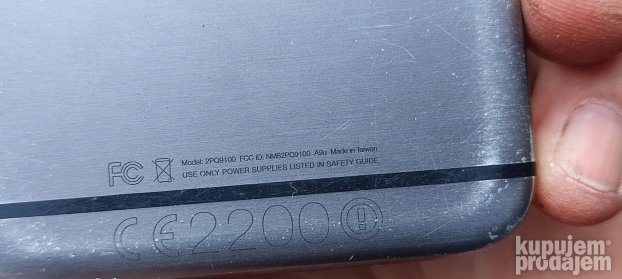 FC Model: 2PQ9100 FCC ID: NM82PQ9100 A9u Made in Taiwan
USE ONLY POWER SUPPLIES LISTED IN SAFETY GUIDE
CE2200
kupujem
prodajem